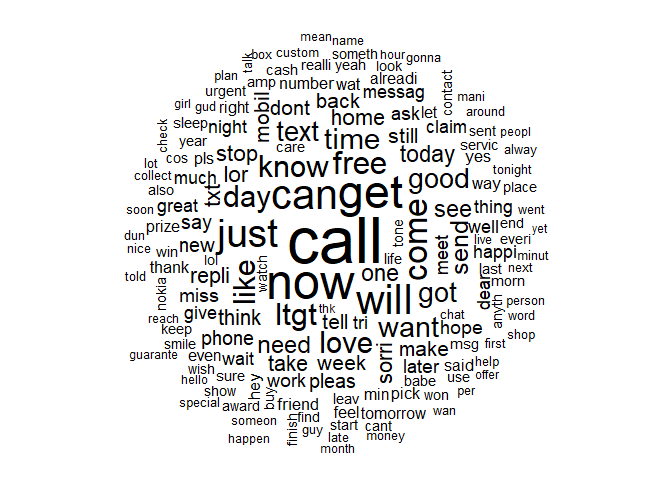 mean name
talk box custom someth hour gonna
plan cash realli yeah look
urgent amp number wat alreadi contact
girl gud right mobil dont back messag mani
check sleep night text home ask let around
year care time still claim sent peopl
lot cos pls stop know free today servic yes alway
collect much lor tonight
also txt day can get good way place
soon great say just see thing went
dun prize call come send well end yet
nice new tone meet live everi
win lol life happi minut
told thank repli watch now one last next
nokia miss like will got dear morn
reach give ltgt thk anyth person
keep think tell tri want chat hope word
smile phone need love sorri make msg first shop
guarante even wait take week later said help
wish sure work pleas babe use offer
hello hey min pick won per
show buy leav
special award friend feel tomorrow wan
someon find start cant
happen finish guy late money
month